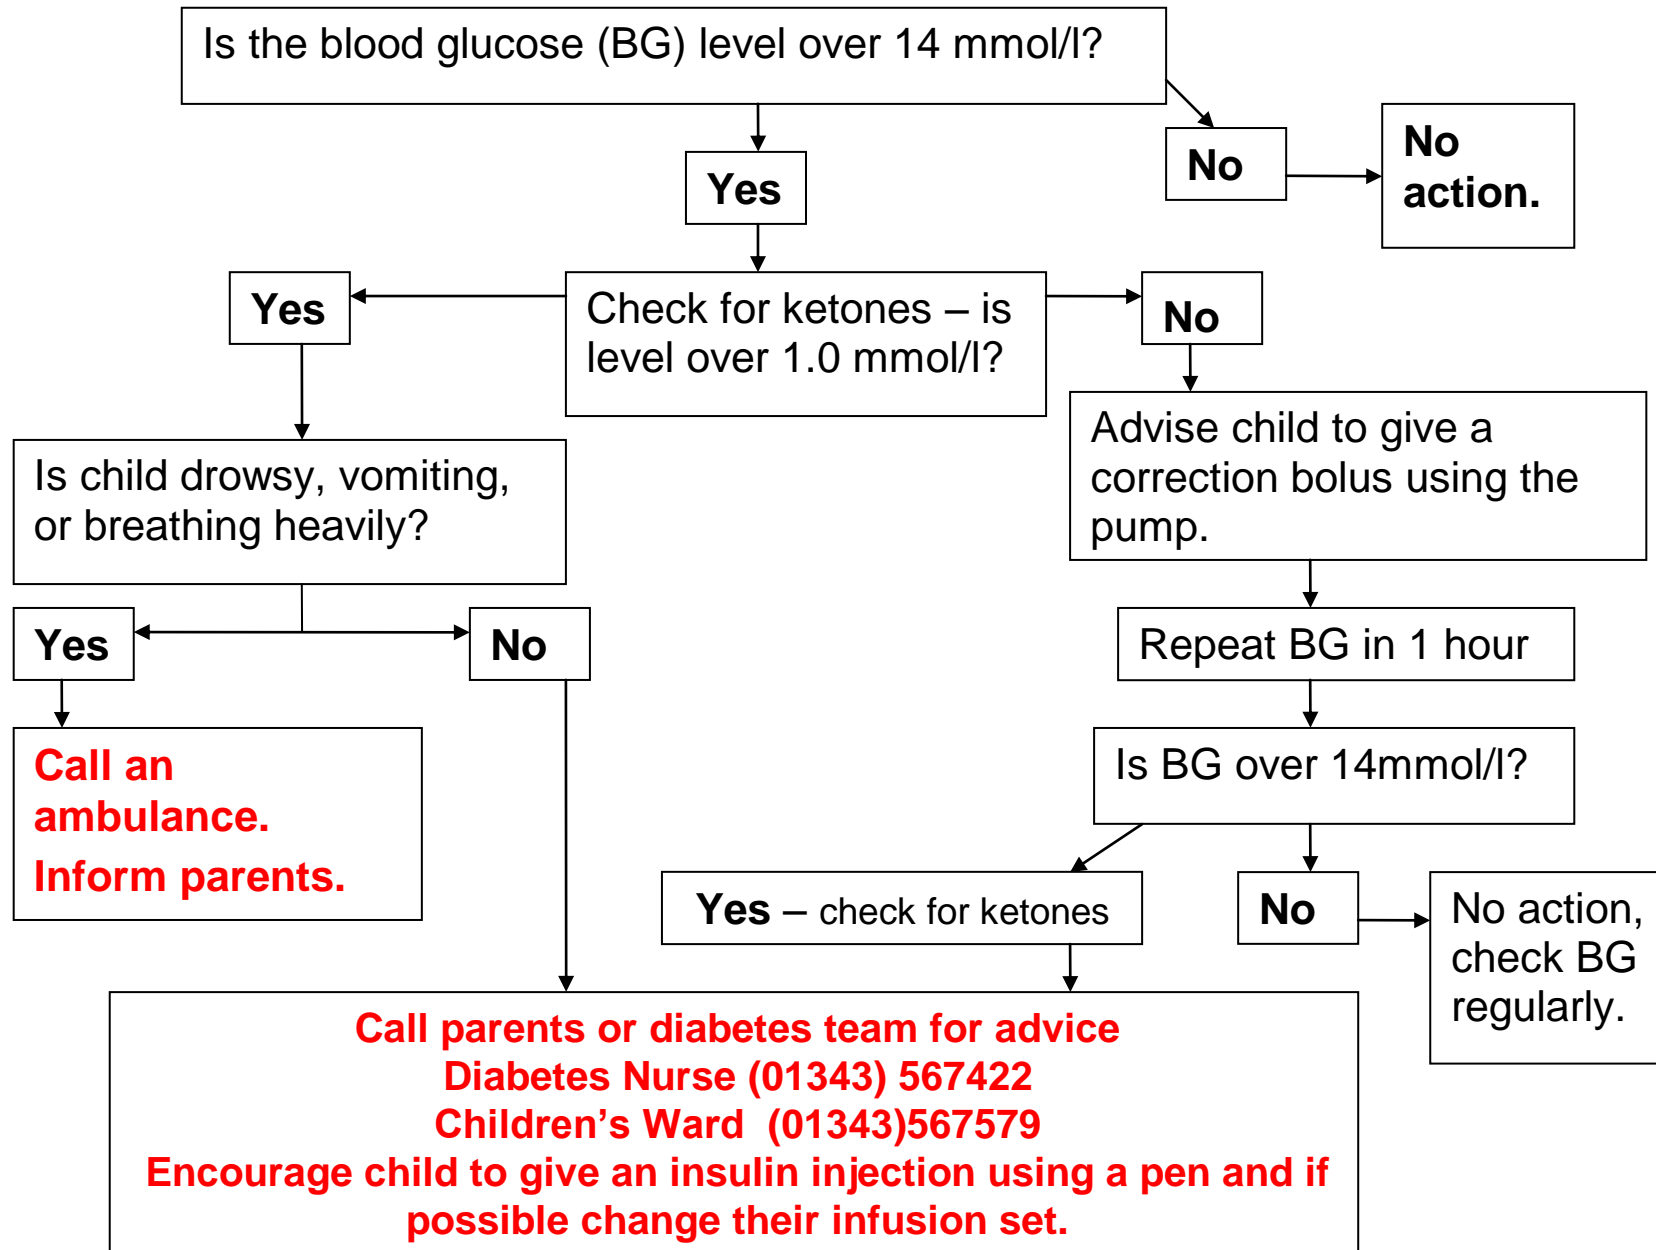 Is the blood glucose (BG) level over 14 mmol/l?
No
No
action.
Yes
Yes
Check for ketones – is
level over 1.0 mmol/l?
No
Is child drowsy, vomiting,
or breathing heavily?
Advise child to give a
correction bolus using the
pump.
Yes
No
Repeat BG in 1 hour
Call an
ambulance.
Inform parents.
Is BG over 14mmol/l?
Yes – check for ketones
No
No action,
check BG
regularly.
Call parents or diabetes team for advice
Diabetes Nurse (01343) 567422
Children’s Ward  (01343)567579
Encourage child to give an insulin injection using a pen and if
possible change their infusion set.